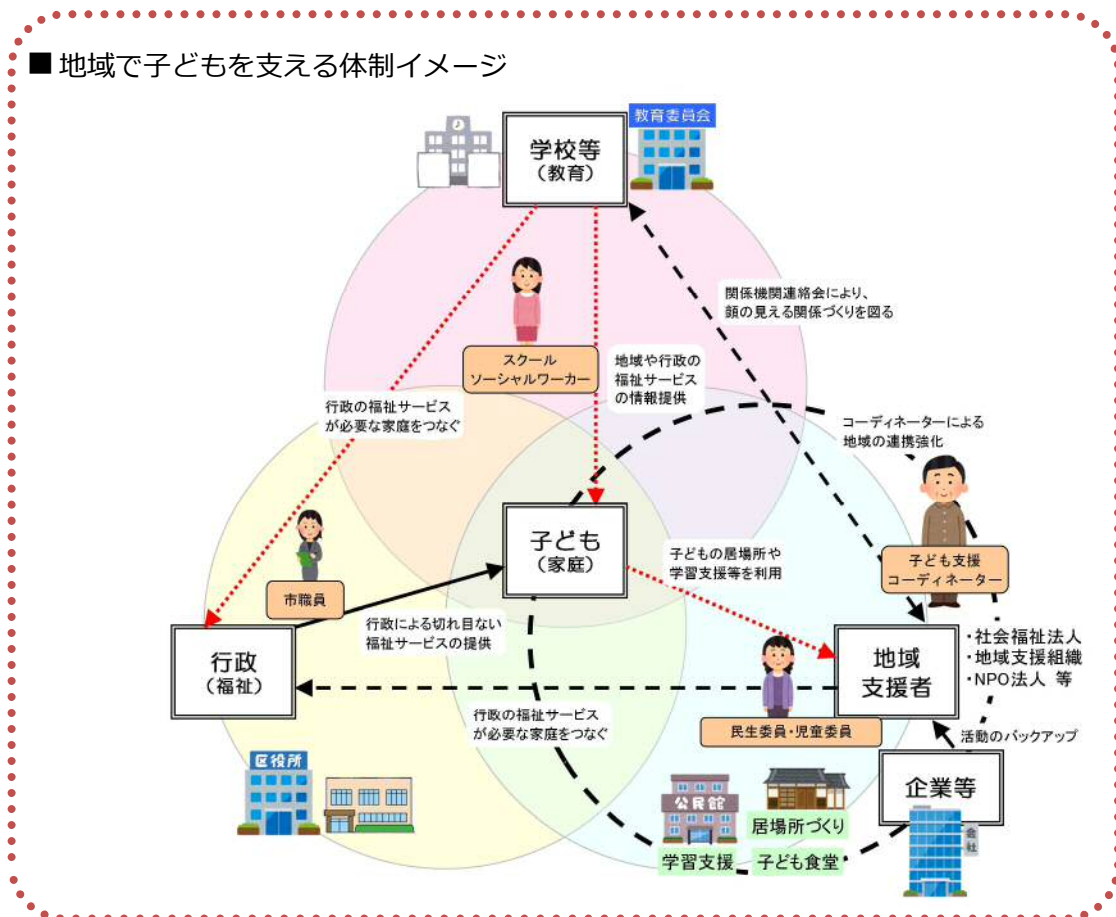 ■ 地域で子どもを支える体制イメージ
教育委員会
学校等
（教育）
関係機関連絡会により、
顔の見える関係づくりを図る
スクール
ソーシャルワーカー
地域や行政の
福祉サービス
の情報提供
行政の福祉サービス
が必要な家庭をつなぐ
コーディネーターによる
地域の連携強化
子ども
（家庭）
子どもの居場所や
学習支援等を利用
子ども支援
コーディネーター
市職員
行政による切れ目ない
福祉サービスの提供
行政
（福祉）
地域
支援者
・社会福祉法人
・地域支援組織
・NPO法人 等
行政の福祉サービス
が必要な家庭をつなぐ
民生委員・児童委員
活動のバックアップ
区役所
企業等
公民館
居場所づくり
会社
学習支援
子ども食堂